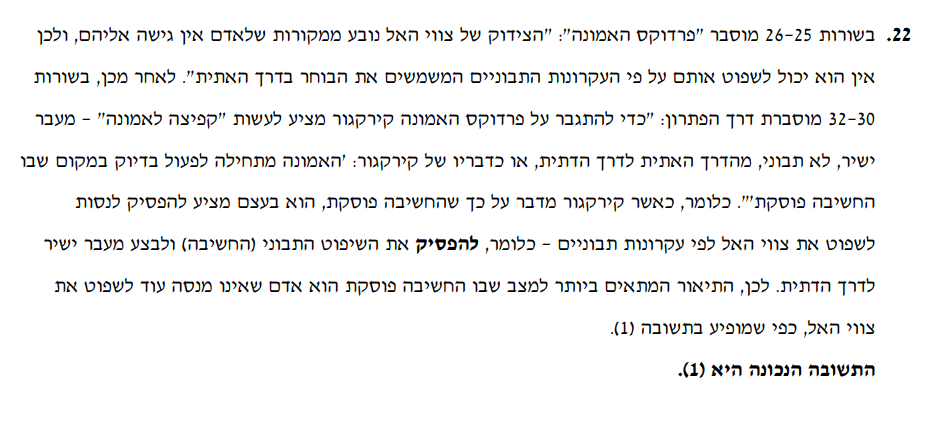 22. בשורות 26-25 מוסבר "פרדוקס האמונה": "הצידוק של צווי האל נובע ממקורות שלאדם אין גישה אליהם, ולכן
אין הוא יכול לשפוט אותם על פי העקרונות התבוניים המשמשים את הבוחר בדרך האתית". לאחר מכן, בשורות
32-30 מוסברת דרך הפתרון: "כדי להתגבר על פרדוקס האמונה קירקגור מציע לעשות "קפיצה לאמונה" – מעבר
ישיר, לא תבוני, מהדרך האתית לדרך הדתית, או כדבריו של קירקגור: 'האמונה מתחילה לפעול בדיוק במקום שבו
החשיבה פוסקת'". כלומר, כאשר קירקגור מדבר על כך שהחשיבה פוסקת, הוא בעצם מציע להפסיק לנסות
לשפוט את צווי האל לפי עקרונות תבוניים – כלומר, להפסיק את השיפוט התבוני (החשיבה) ולבצע מעבר ישיר
לדרך הדתית. לכן, התיאור המתאים ביותר למצב שבו החשיבה פוסקת הוא אדם שאינו מנסה עוד לשפוט את
צווי האל, כפי שמופיע בתשובה (1).
התשובה הנכונה היא (1).